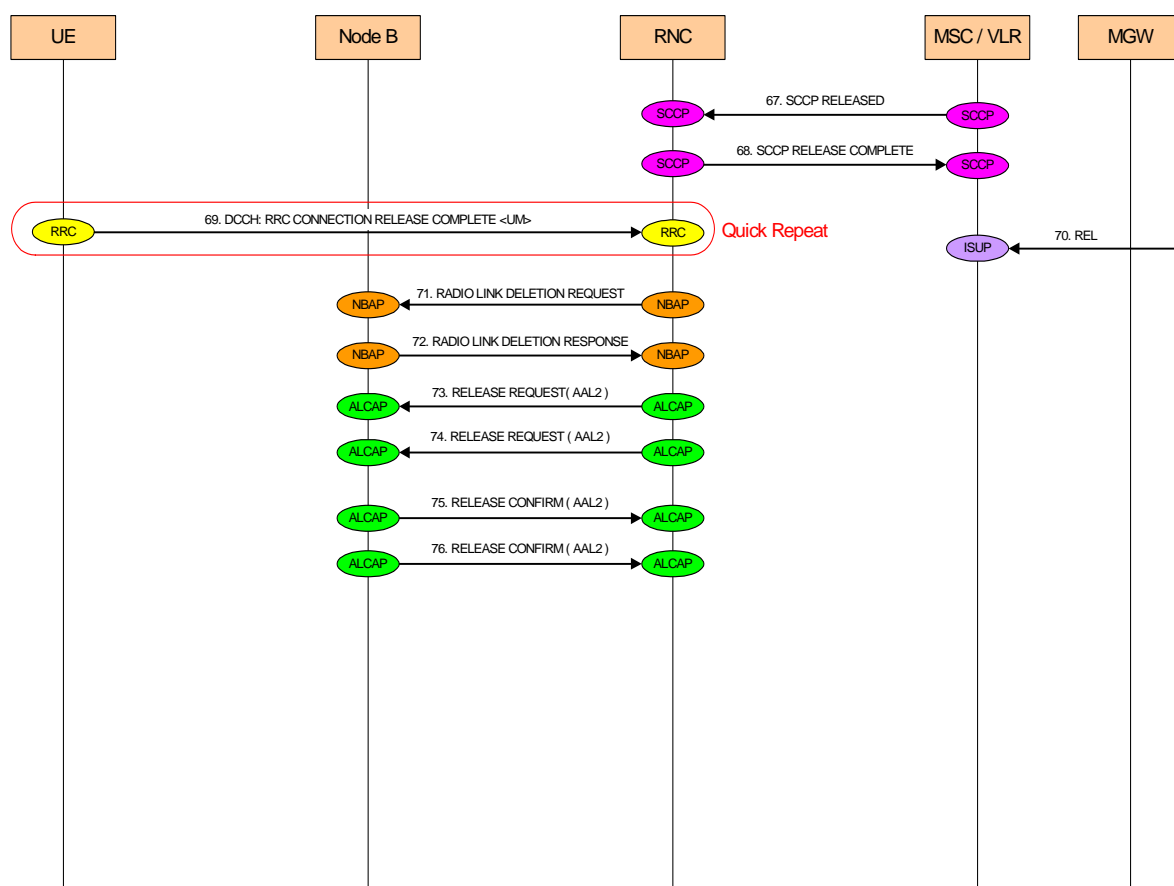 UE
Node B
RNC
MSC / VLR
MGW
67. SCCP RELEASED
SCCP
SCCP
68. SCCP RELEASE COMPLETE
SCCP
SCCP
69. DCCH: RRC CONNECTION RELEASE COMPLETE <UM>
RRC
RRC
Quick Repeat
70. REL
ISUP
71. RADIO LINK DELETION REQUEST
NBAP
NBAP
72. RADIO LINK DELETION RESPONSE
NBAP
NBAP
73. RELEASE REQUEST( AAL2 )
ALCAP
ALCAP
74. RELEASE REQUEST ( AAL2 )
ALCAP
ALCAP
75. RELEASE CONFIRM ( AAL2 )
ALCAP
ALCAP
76. RELEASE CONFIRM ( AAL2 )
ALCAP
ALCAP